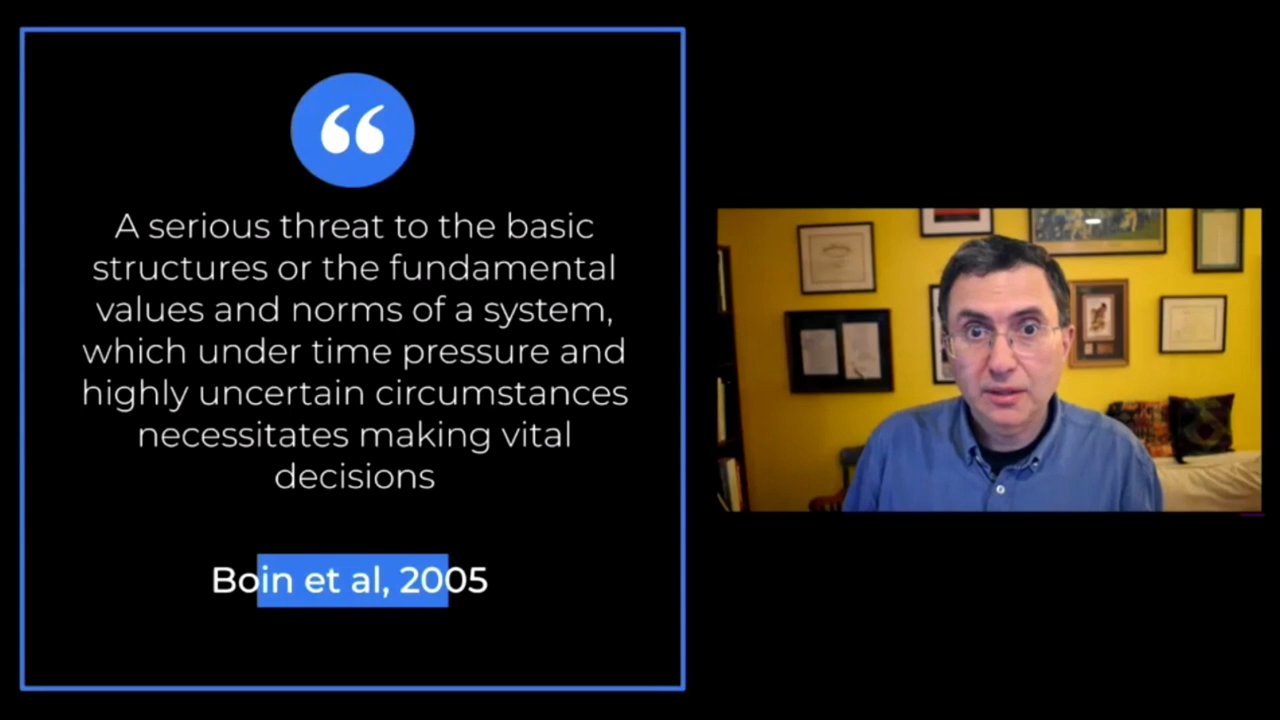 “
A serious threat to the basic
structures or the fundamental
values and norms of a system,
which under time pressure and
highly uncertain circumstances
necessitates making vital
decisions
Boin et al, 2005